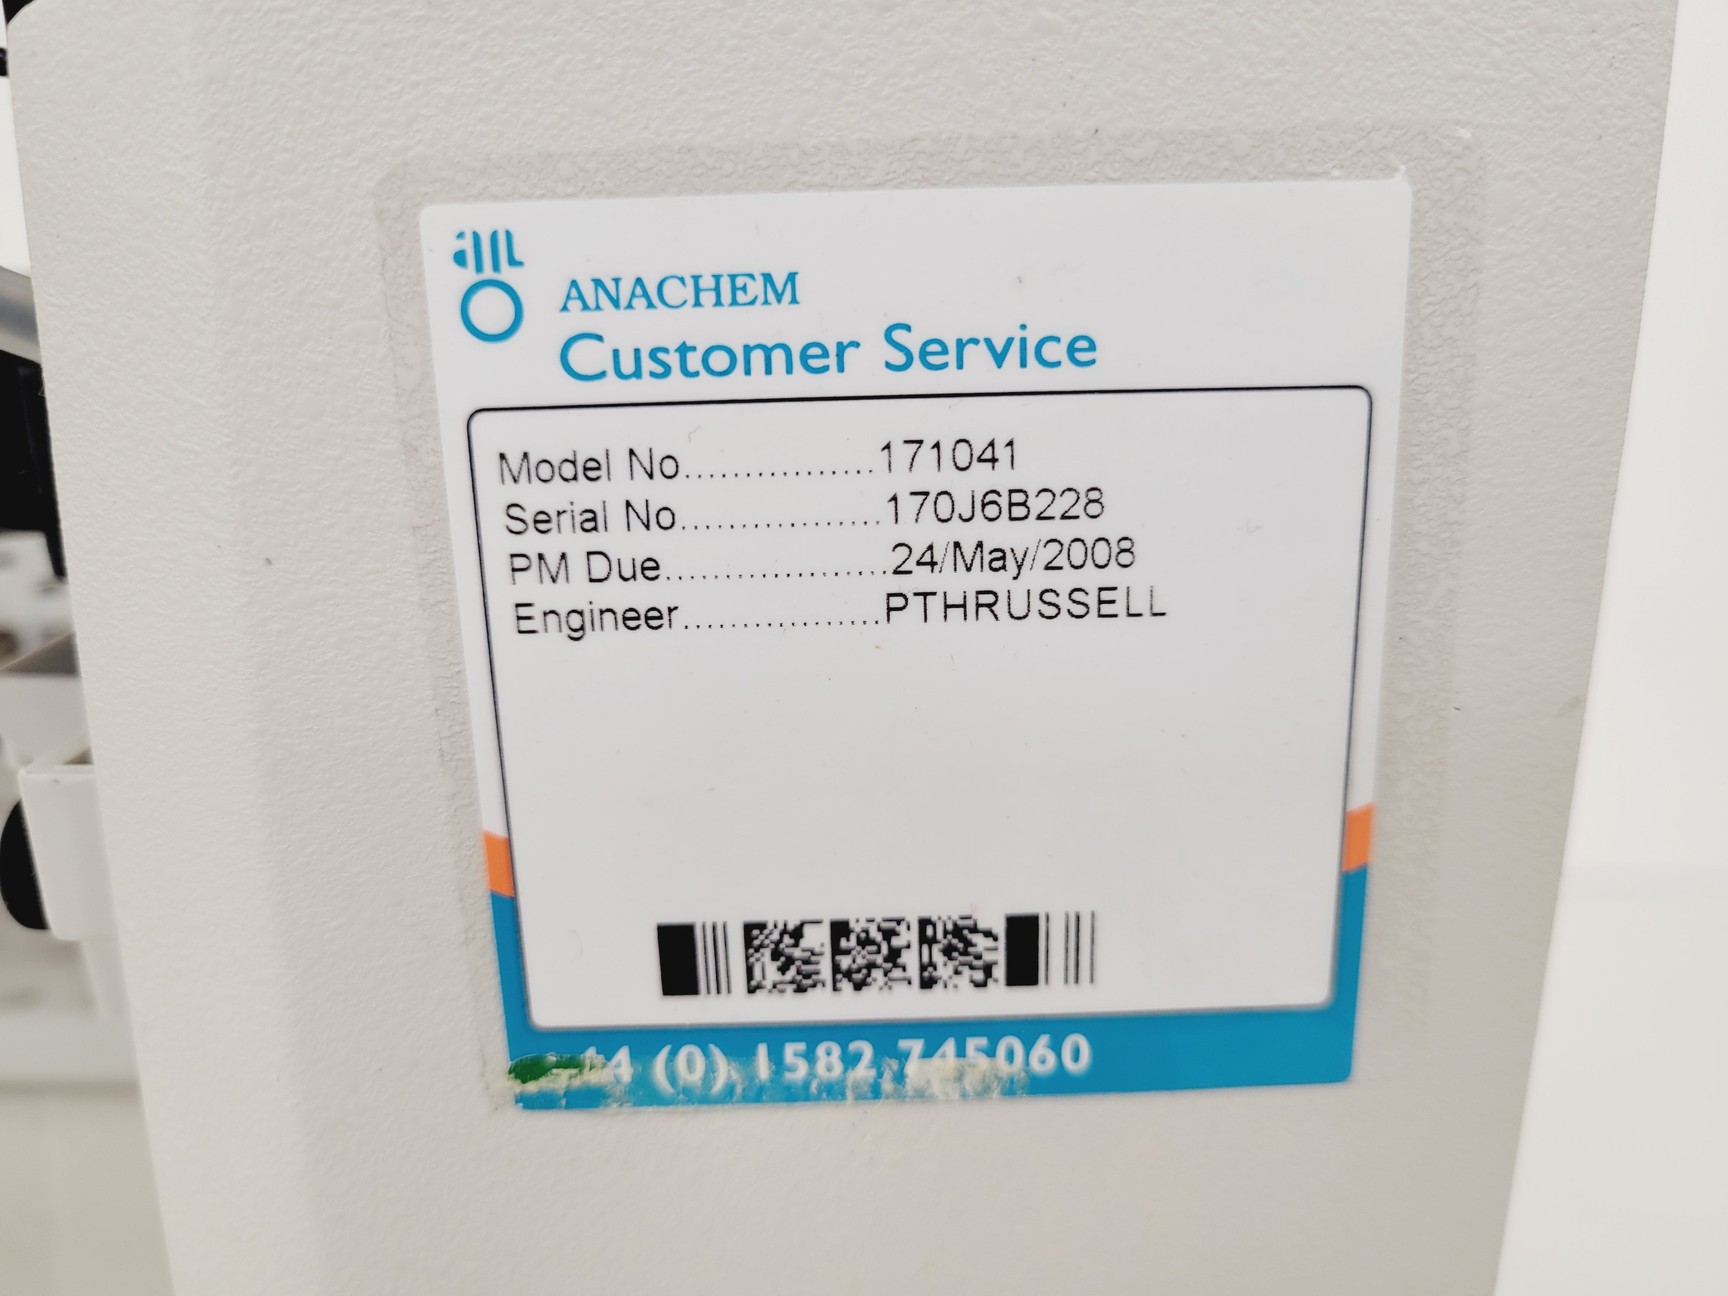 ANACHEM
Customer Service
Model No................171041
Serial No.................170J6B228
PM Due...................24/May/2008
Engineer.................PTHRUSSELL
44 (0) 1582 745060